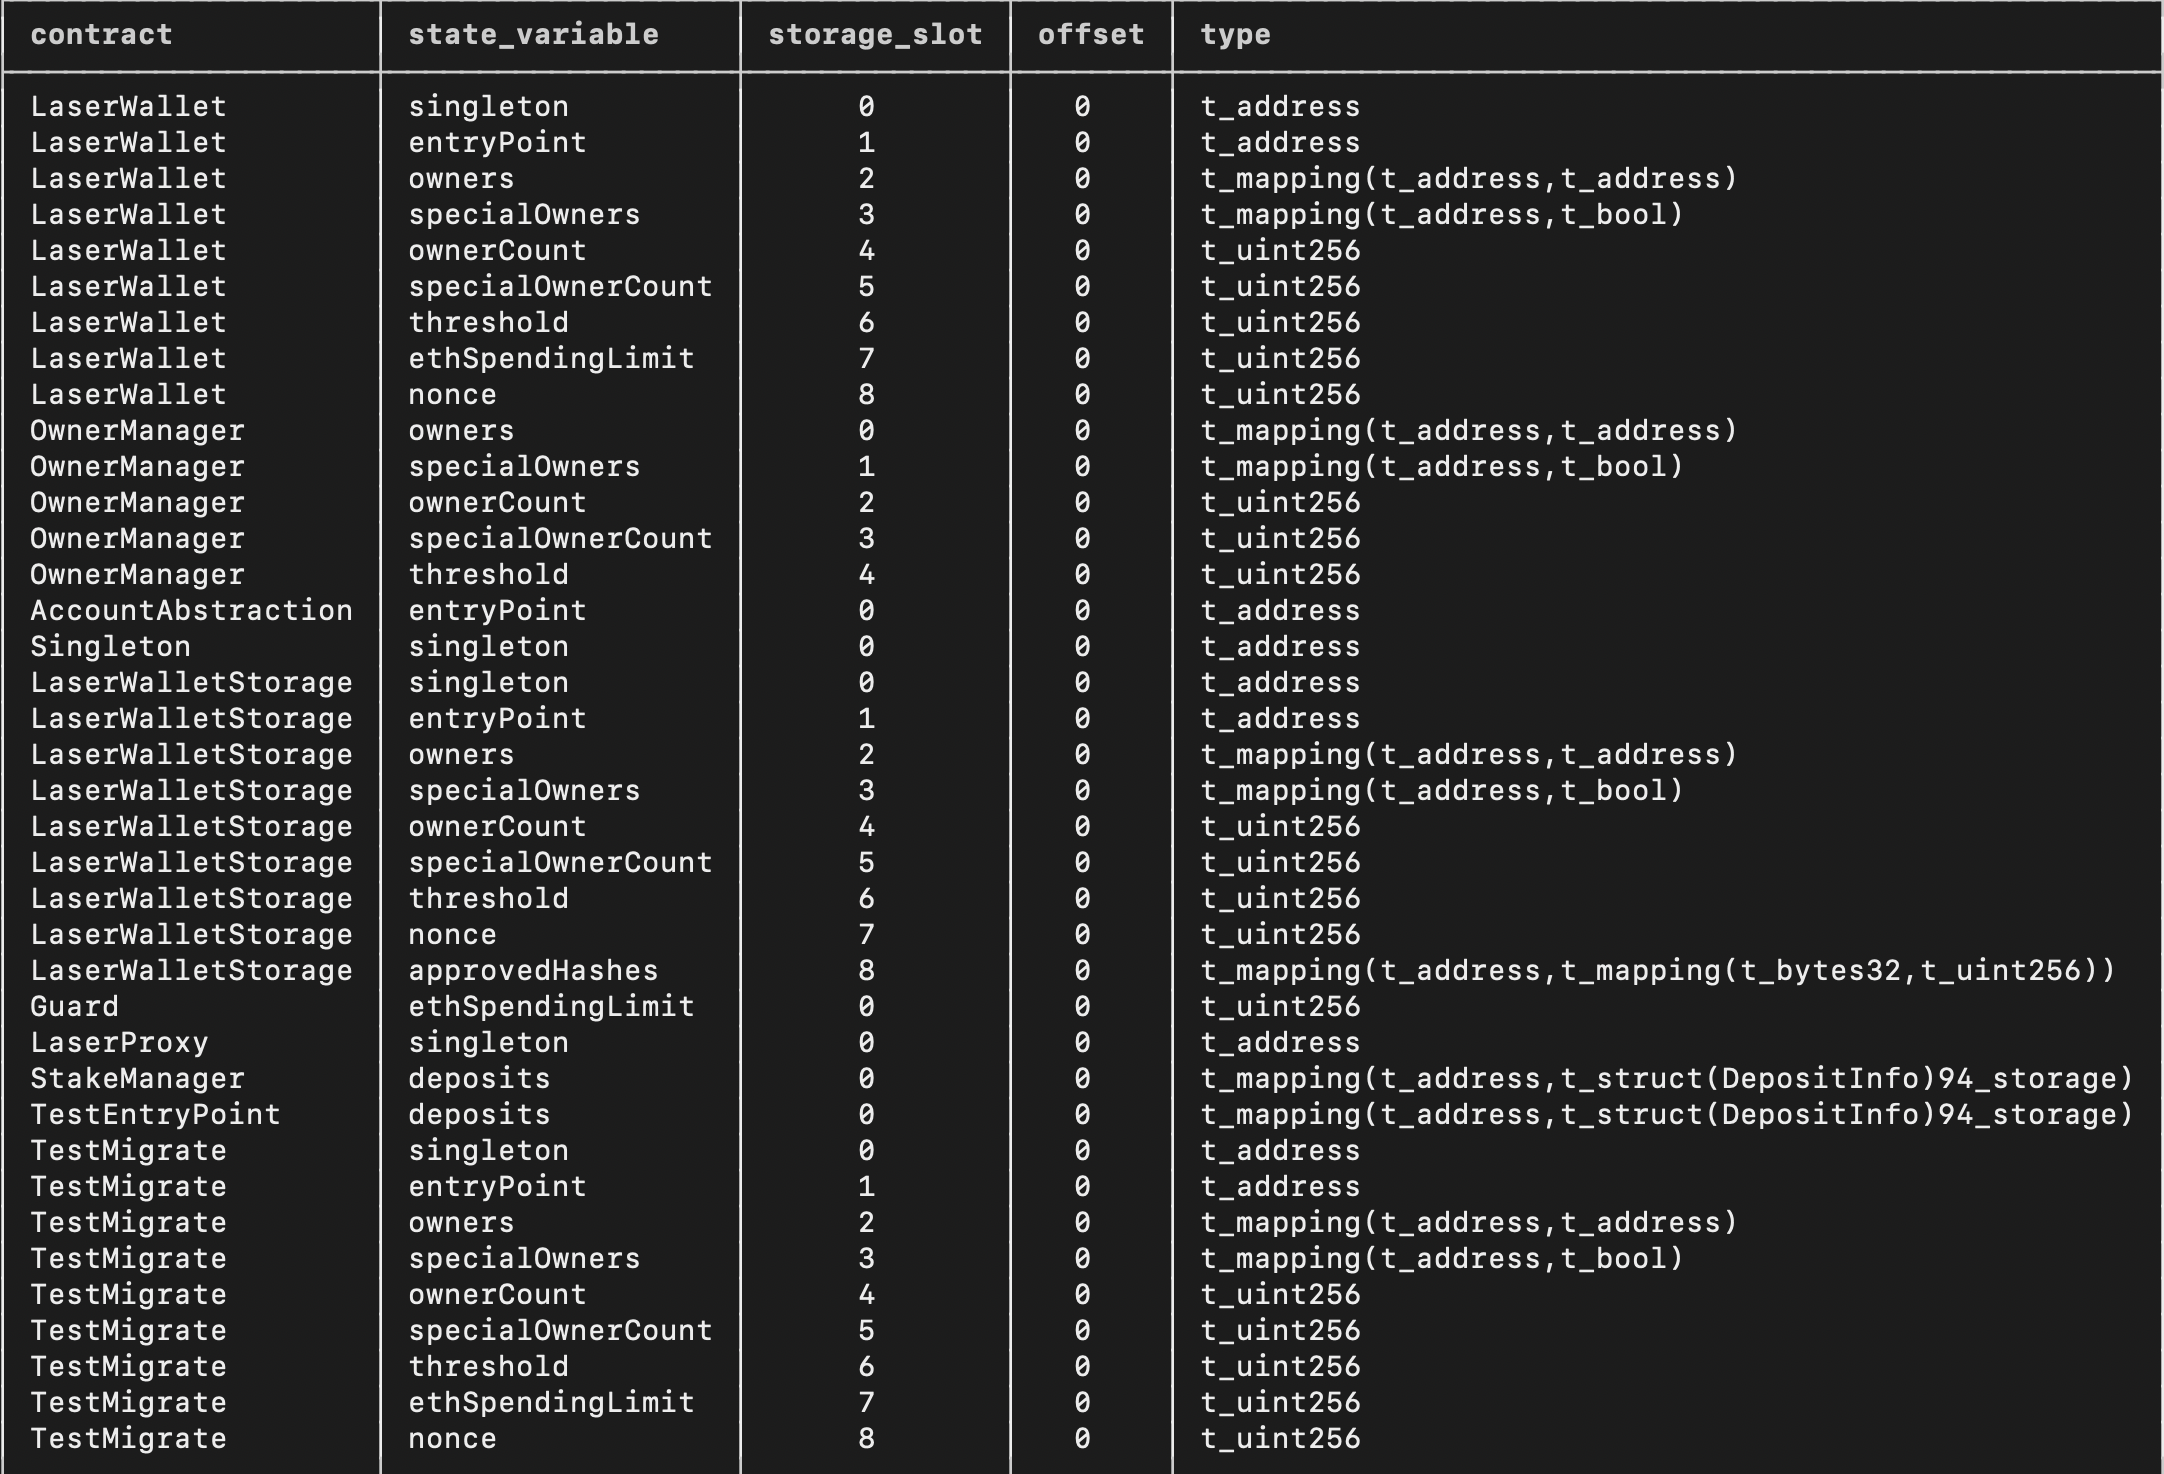 contract state_variable storage_slot offset type
LaserWallet singleton 0 0 t_address
LaserWallet entryPoint 1 0 t_address
LaserWallet owners 2 0 t_mapping(t_address,t_address)
LaserWallet specialOwners 3 0 t_mapping(t_address,t_bool)
LaserWallet ownerCount 4 0 t_uint256
LaserWallet specialOwnerCount 5 0 t_uint256
LaserWallet threshold 6 0 t_uint256
LaserWallet ethSpendingLimit 7 0 t_uint256
LaserWallet nonce 8 0 t_uint256
OwnerManager owners 0 0 t_mapping(t_address,t_address)
OwnerManager specialOwners 1 0 t_mapping(t_address,t_bool)
OwnerManager ownerCount 2 0 t_uint256
OwnerManager specialOwnerCount 3 0 t_uint256
OwnerManager threshold 4 0 t_uint256
AccountAbstraction entryPoint 0 0 t_address
Singleton singleton 0 0 t_address
LaserWalletStorage singleton 0 0 t_address
LaserWalletStorage entryPoint 1 0 t_address
LaserWalletStorage owners 2 0 t_mapping(t_address,t_address)
LaserWalletStorage specialOwners 3 0 t_mapping(t_address,t_bool)
LaserWalletStorage ownerCount 4 0 t_uint256
LaserWalletStorage specialOwnerCount 5 0 t_uint256
LaserWalletStorage threshold 6 0 t_uint256
LaserWalletStorage nonce 7 0 t_uint256
LaserWalletStorage approvedHashes 8 0 t_mapping(t_address,t_mapping(t_bytes32,t_uint256))
Guard ethSpendingLimit 0 0 t_uint256
LaserProxy singleton 0 0 t_address
StakeManager deposits 0 0 t_mapping(t_address,t_struct(DepositInfo)94_storage)
TestEntryPoint deposits 0 0 t_mapping(t_address,t_struct(DepositInfo)94_storage)
TestMigrate singleton 0 0 t_address
TestMigrate entryPoint 1 0 t_address
TestMigrate owners 2 0 t_mapping(t_address,t_address)
TestMigrate specialOwners 3 0 t_mapping(t_address,t_bool)
TestMigrate ownerCount 4 0 t_uint256
TestMigrate specialOwnerCount 5 0 t_uint256
TestMigrate threshold 6 0 t_uint256
TestMigrate ethSpendingLimit 7 0 t_uint256
TestMigrate nonce 8 0 t_uint256